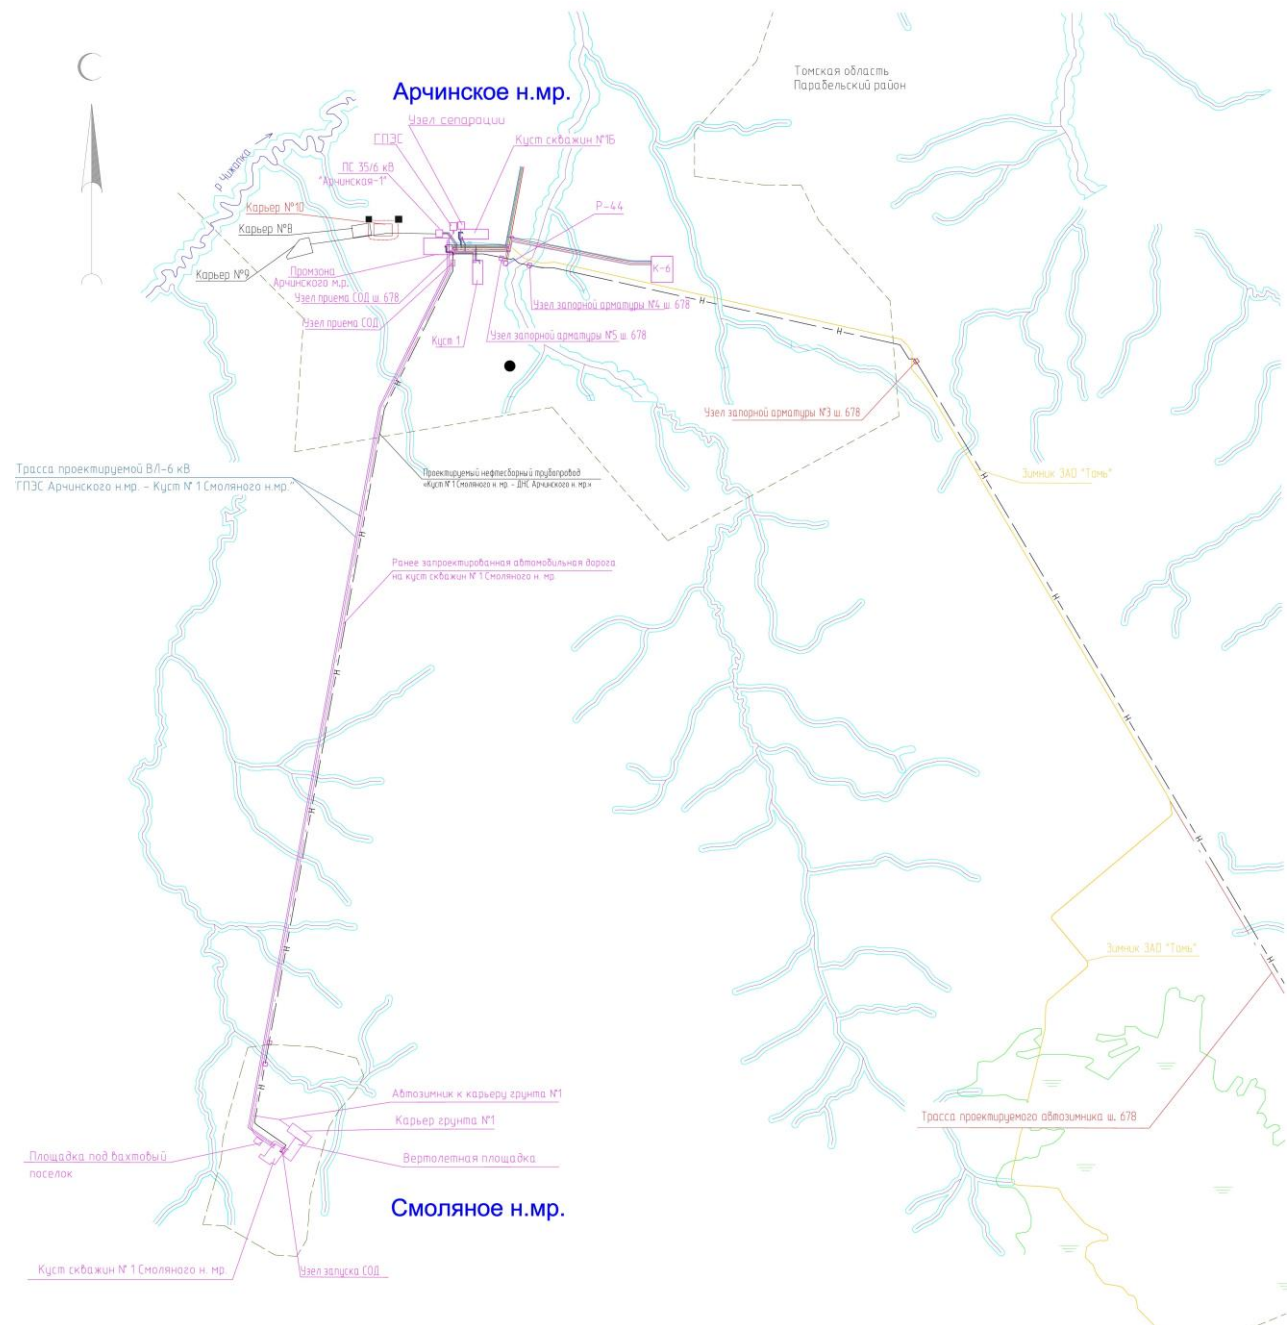 Томская область
Парабельский район
Арчинское н.мр.
Узел сепарации
ГПЭС
Куст скважин №1Б
ПС 35/6 кВ
"Арчинская-1"
р. Чижапка
Карьер №10
Р-44
Карьер №8
Карьер №9
Промзона
Арчинского м.р.
К-6
Узел приема СОД ш. 678
Узел запорной арматуры №4 ш. 678
Узел приема СОД
Куст 1
Узел запорной арматуры №5 ш. 678
Узел запорной арматуры №3 ш. 678
Трасса проектируемой ВЛ-6 кВ
"ГПЭС Арчинского н.мр. - Куст № 1 Смоляного н.мр."
Проектируемый нефтесборный трубопровод
«Куст № 1 Смоляного н. мр. - ДНС Арчинского н. мр.»
Зимник ЗАО "Томь"
Ранее запроектированная автомобильная дорога
на куст скважин № 1 Смоляного н. мр.
Н
Н
Н
Н
Н
Н
Н
Н
Н
Н
Н
Н
Н
Зимник ЗАО "Томь"
Автозимник к карьеру грунта №1
Карьер грунта №1
Трасса проектируемого автозимника ш. 678
Площадка под вахтовый
поселок
Вертолетная площадка
Смоляное н.мр.
Куст скважин № 1 Смоляного н. мр.
Узел запуска СОД